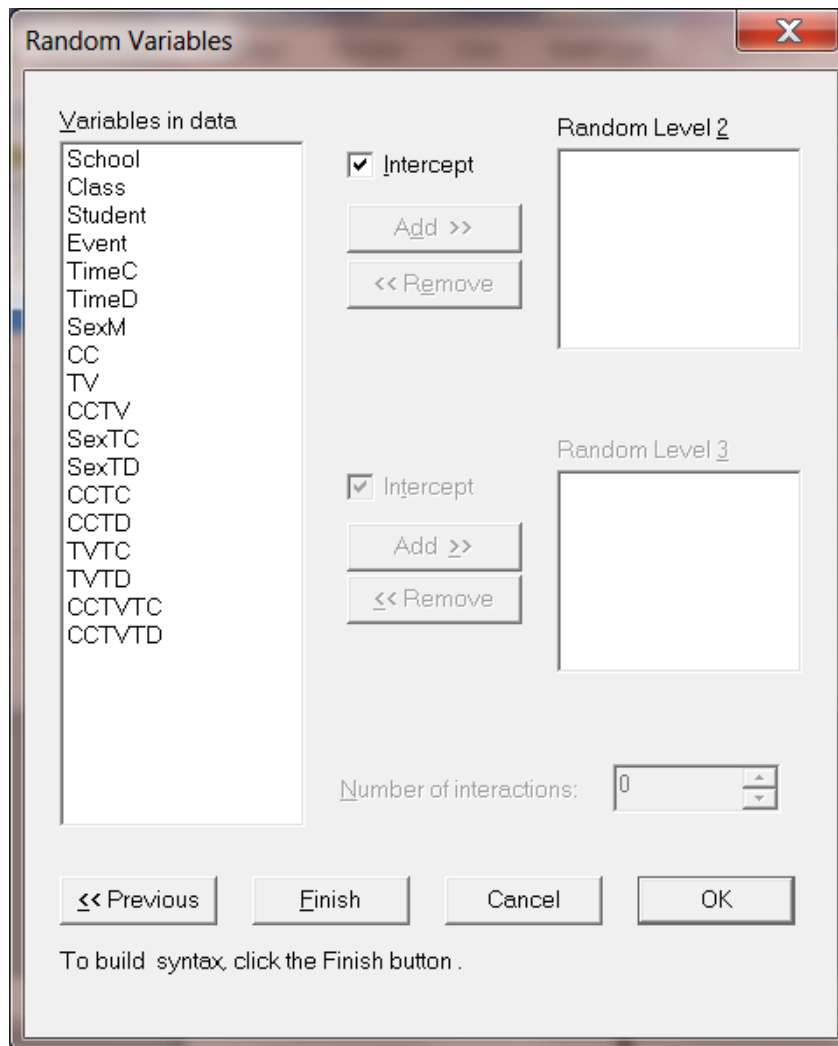 Random Variables
Variables in data
School
Class
Student
Event
TimeC
TimeD
SexM
CC
TV
CCTV
SexTC
SexTD
CCTC
CCTD
TVTC
TVTD
CCTVTC
CCTVTD
Intercept
Add >>
<< Remove
Random Level 2
Intercept
Add >>
<< Remove
Random Level 3
Number of interactions:
0
<< Previous
Finish
Cancel
OK
To build syntax, click the Finish button .